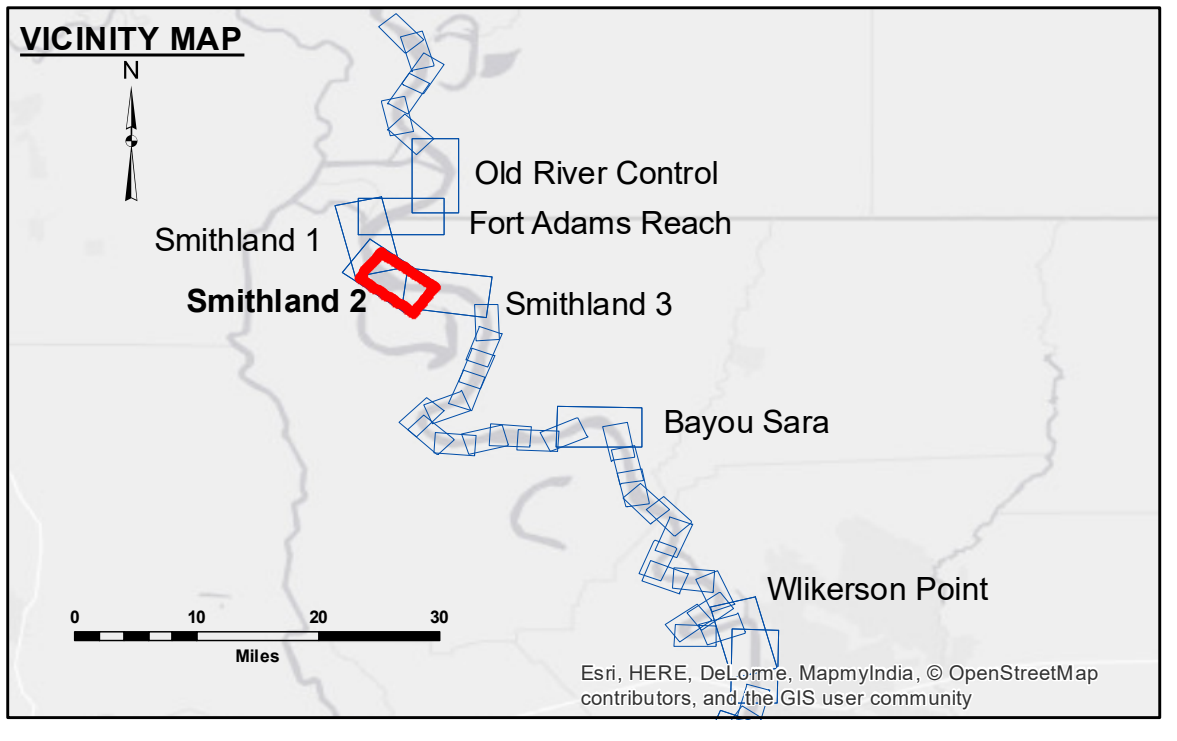 VICINITY MAP
N
Old River Control
Fort Adams Reach
Smithland 1
Smithland 2
Smithland 3
Bayou Sara
Wlikerson Point
0 10 20 30
Miles
Esri, HERE, DeLorme, MapmyIndia, © OpenStreetMap
contributors, and the GIS user community